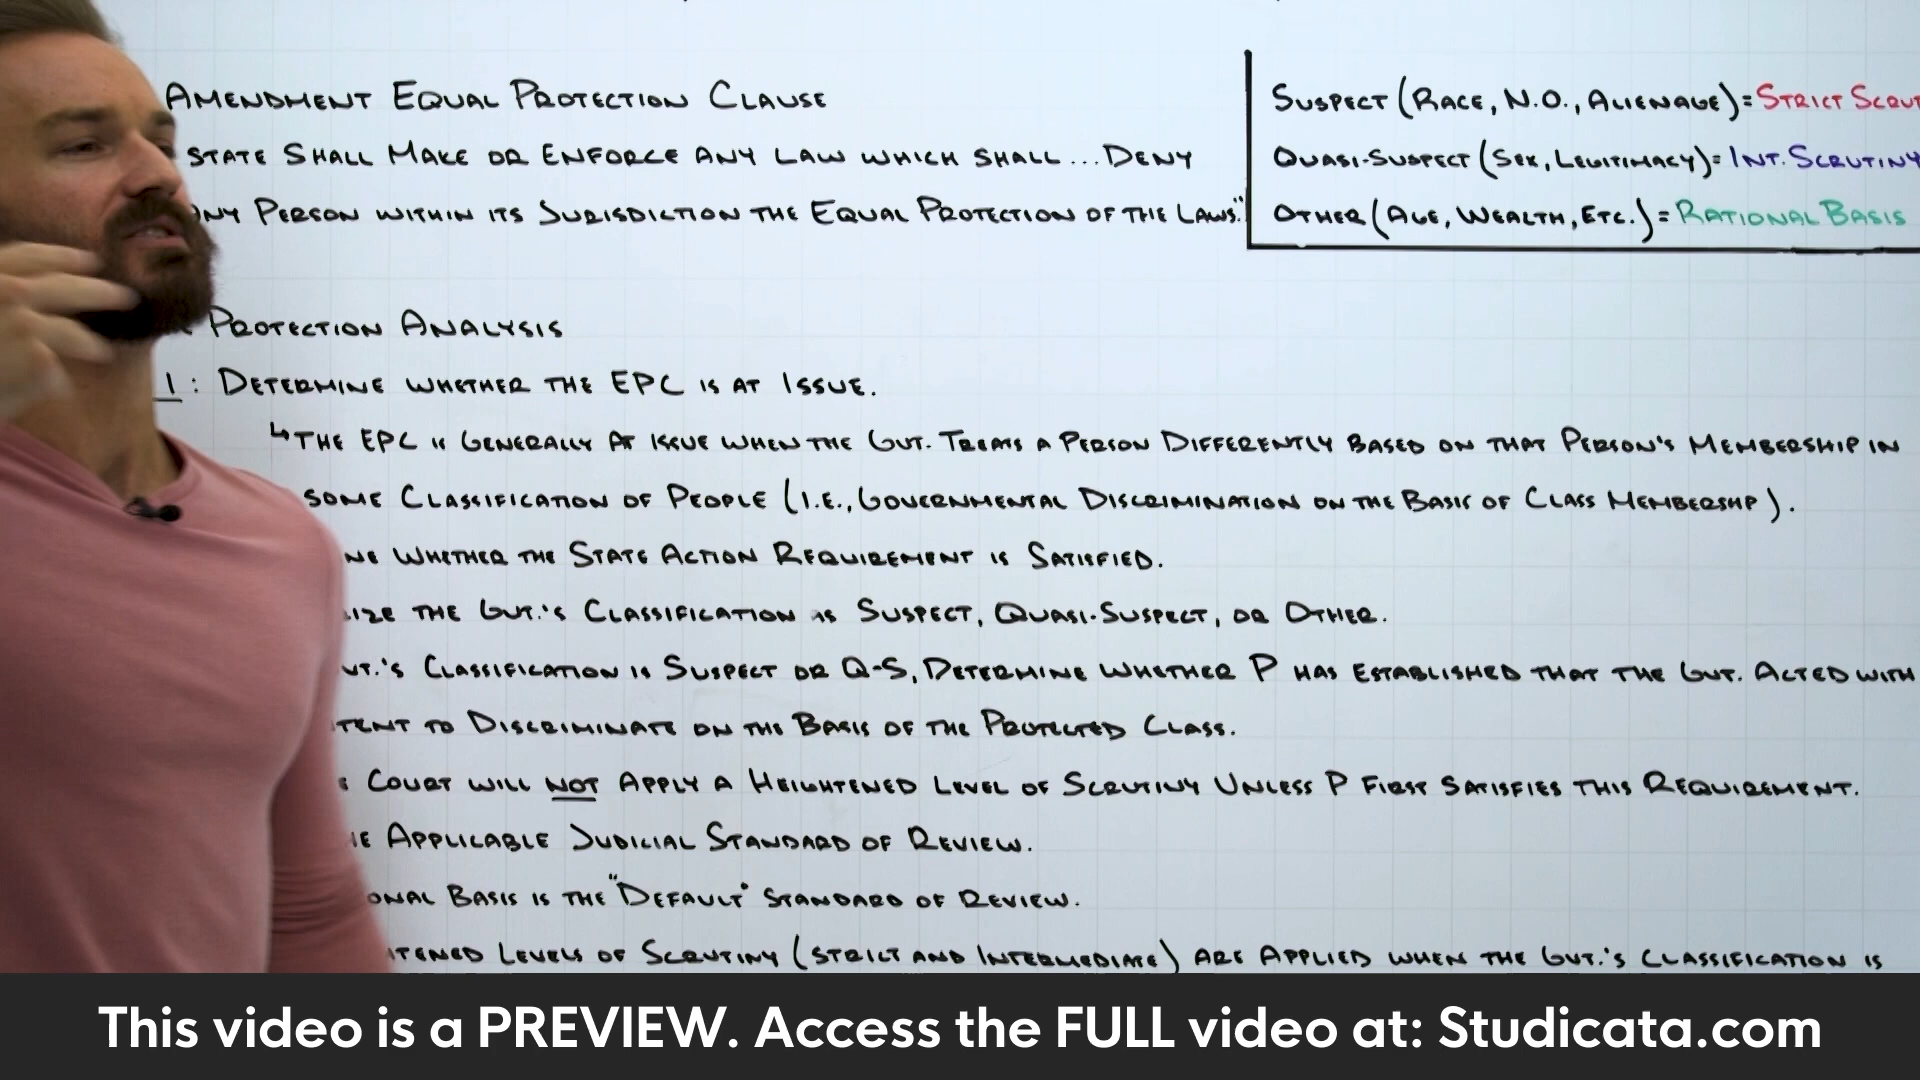 AMENDMENT EQUAL PROTECTION CLAUSE
STATE SHALL MAKE OR ENFORCE ANY LAW WHICH SHALL ... DENY
ANY PERSON WITHIN ITS JURISDICTION THE EQUAL PROTECTION OF THE LAWS."
SUSPECT (RACE, N.O., ALIENAGE) = STRICT SCRUT
QUASI-SUSPECT (SEX, LEGITIMACY) = INT. SCRUTINY
OTHER (AGE, WEALTH, ETC.) = RATIONAL BASIS
PROTECTION ANALYSIS
1: DETERMINE WHETHER THE EPC IS AT ISSUE.
↳ THE EPC IS GENERALLY AT ISSUE WHEN THE GVT. TREATS A PERSON DIFFERENTLY BASED ON THAT PERSON'S MEMBERSHIP IN
SOME CLASSIFICATION OF PEOPLE (I.E., GOVERNMENTAL DISCRIMINATION ON THE BASIS OF CLASS MEMBERSHP).
NE WHETHER THE STATE ACTION REQUIREMENT IS SATISFIED.
IZE THE GVT.'S CLASSIFICATION AS SUSPECT, QUASI-SUSPECT, OR OTHER.
VT.'S CLASSIFICATION IS SUSPECT OR Q-S, DETERMINE WHETHER P HAS ESTABLISHED THAT THE GVT. ACTED WITH
TENT TO DISCRIMINATE ON THE BASIS OF THE PROTECTED CLASS.
COURT WILL NOT APPLY A HEIGHTENED LEVEL OF SCRUTINY UNLESS P FIRST SATISFIES THIS REQUIREMENT.
E APPLICABLE JUDICIAL STANDARD OF REVIEW.
ONAL BASIS IS THE "DEFAULT" STANDARD OF REVIEW.
TENED LEVELS OF SCRUTINY (STRICT AND INTERMEDIATE) ARE APPLIED WHEN THE GVT.'S CLASSIFICATION IS
This video is a PREVIEW. Access the FULL video at: Studicata.com